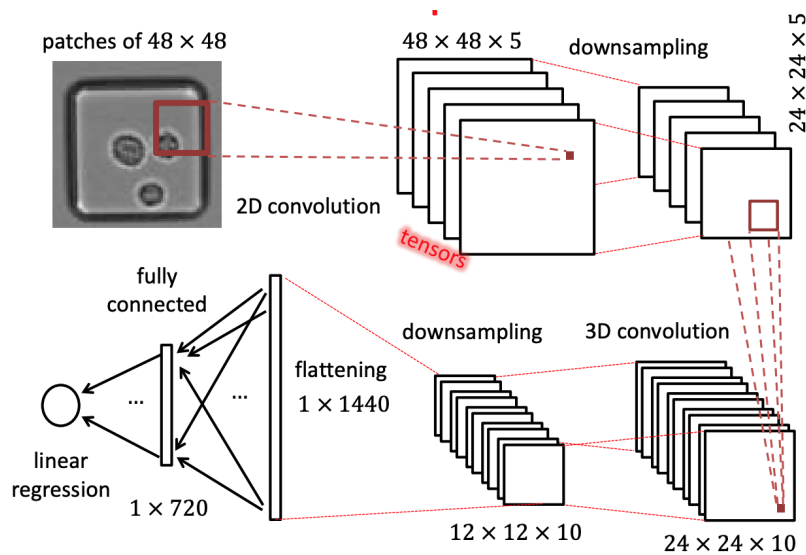 patches of 48 × 48
48 × 48 × 5
downsampling
24 × 24 × 5
2D convolution
tensors
fully
connected
downsampling
3D convolution
flattening
1 × 1440
...
...
linear
regression
1 × 720
12 × 12 × 10
24 × 24 × 10